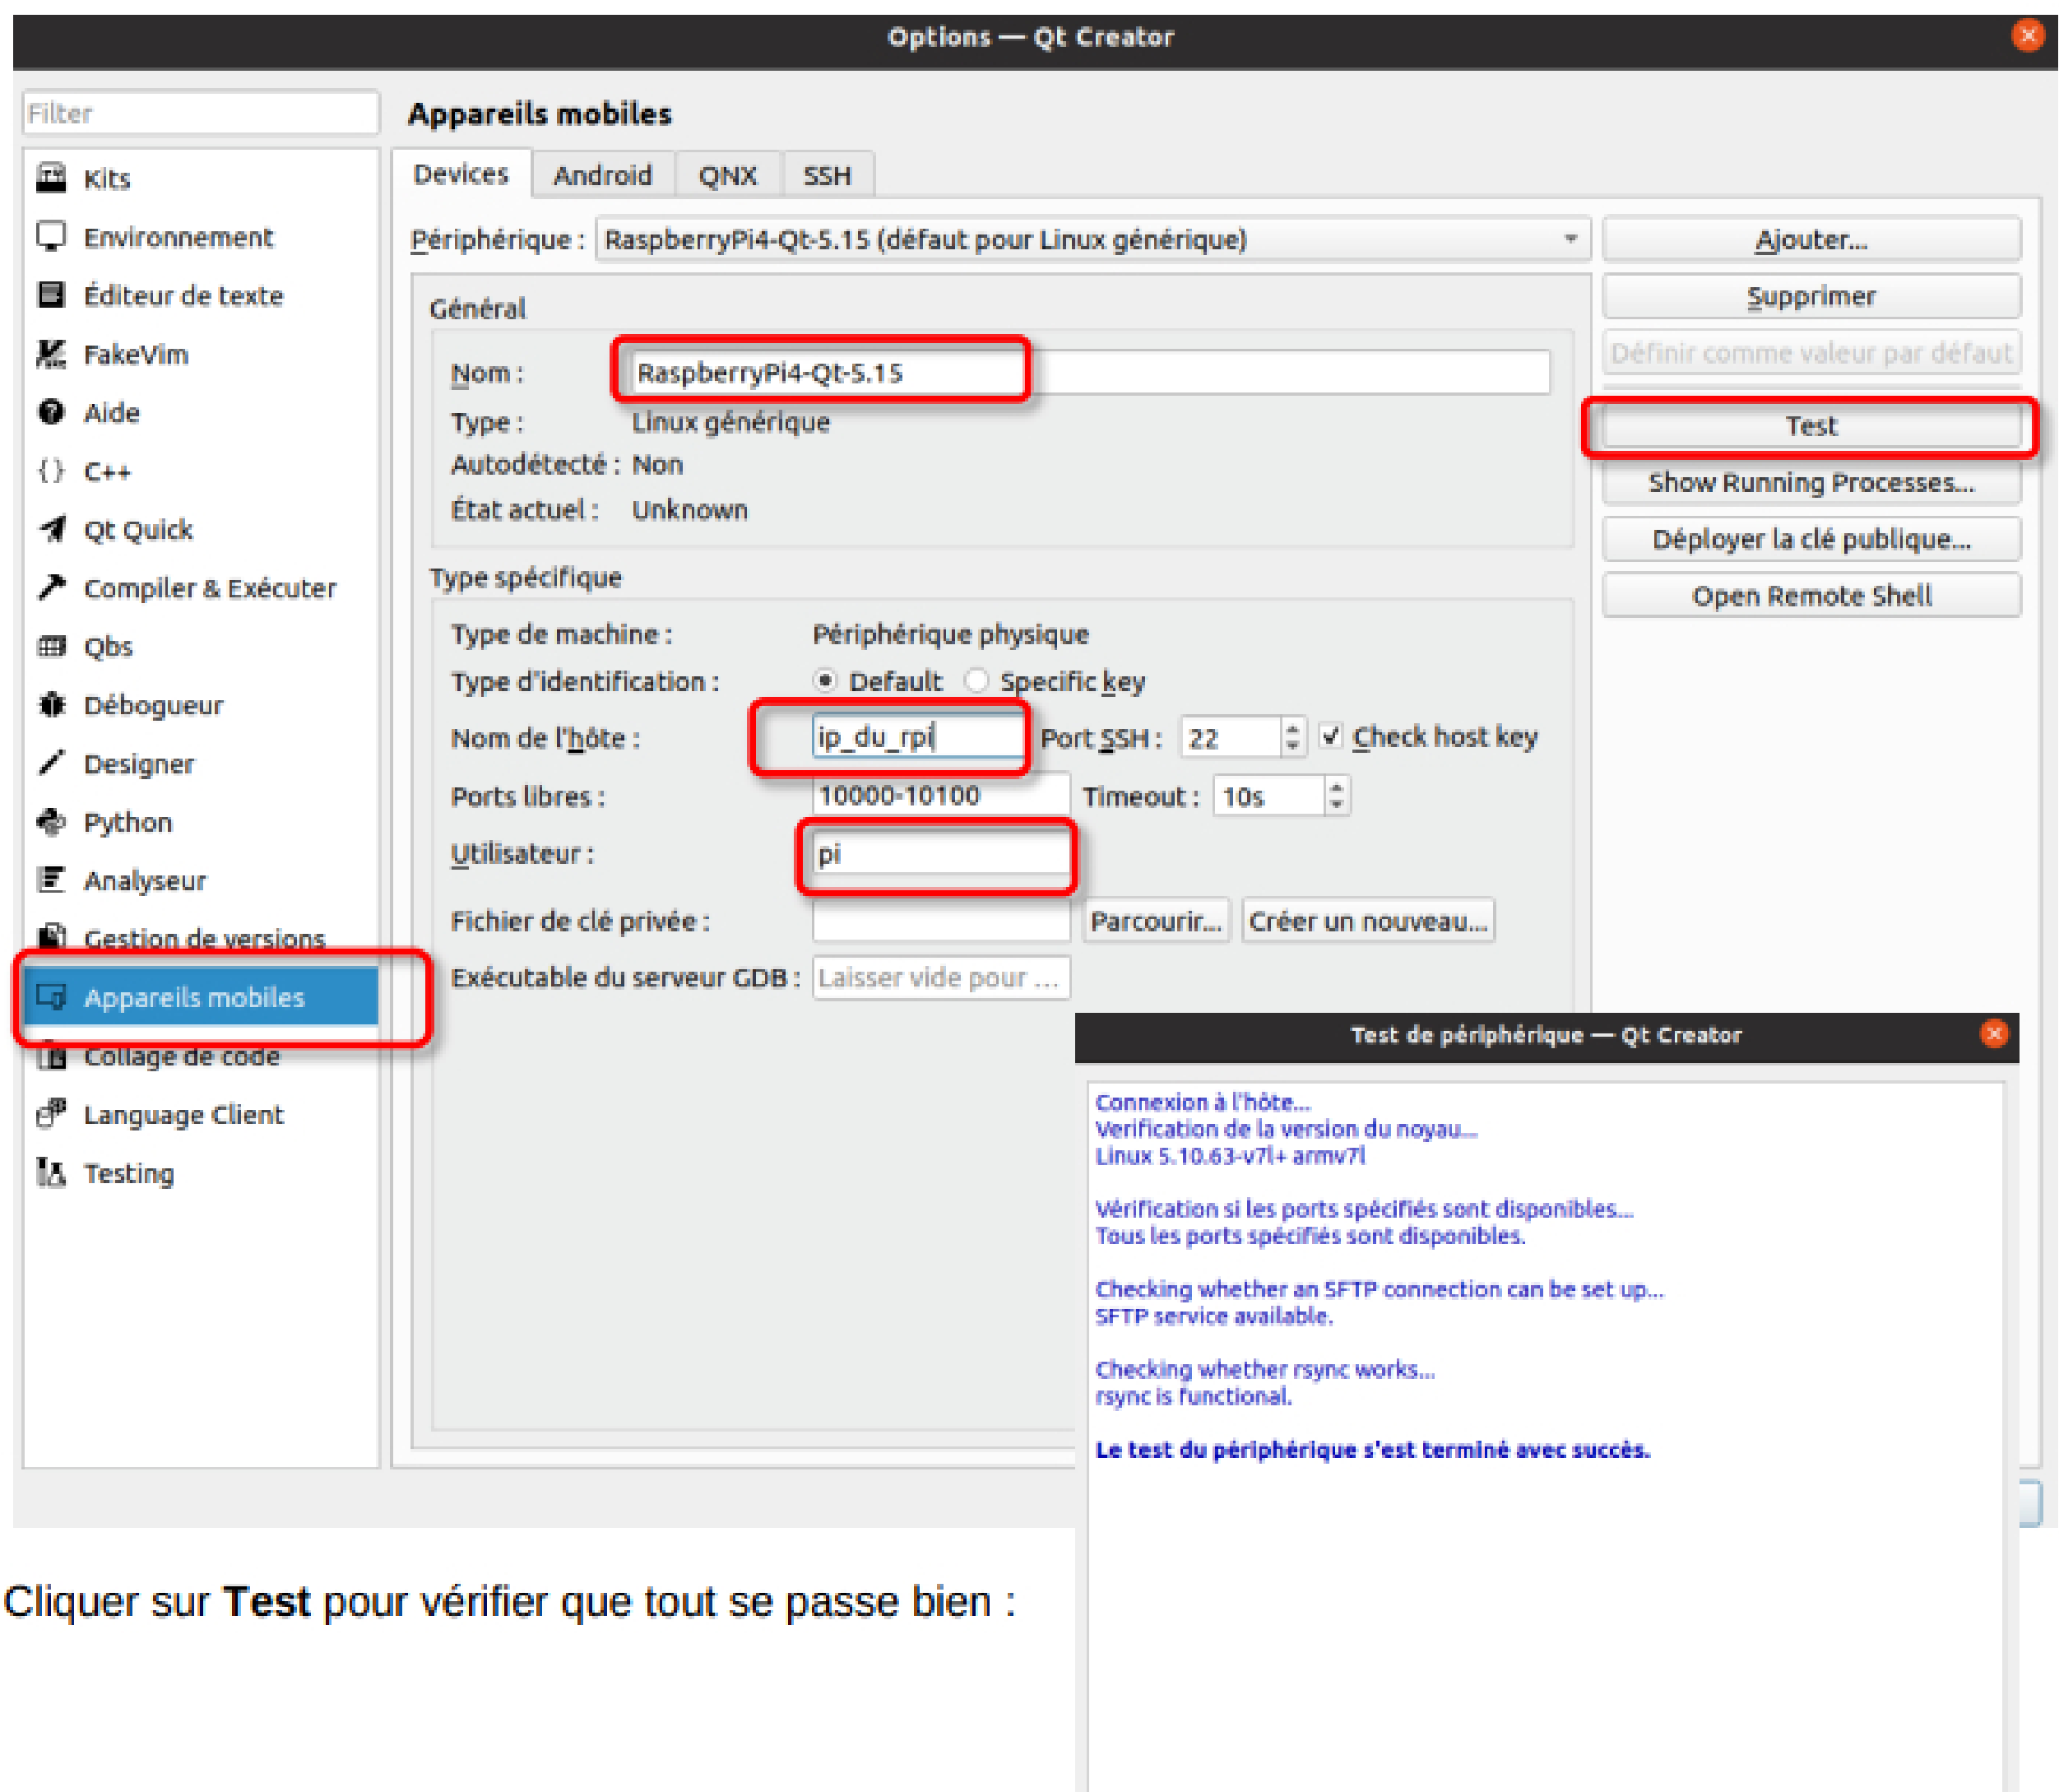 Options — Qt Creator
Filter
Kits
Environnement
Éditeur de texte
FakeVim
Aide
{} C++
Qt Quick
Compiler & Exécuter
Qbs
Débogueur
Designer
Python
Analyseur
Gestion de versions
Appareils mobiles
Collage de code
Language Client
Testing
Appareils mobiles
Devices Android QNX SSH
Périphérique : RaspberryPi4-Qt-5.15 (défaut pour Linux générique)
Général
Nom : RaspberryPi4-Qt-5.15
Type : Linux générique
Autodétecté : Non
État actuel : Unknown
Type spécifique
Type de machine : Périphérique physique
Type d'identification : Default Specific key
Nom de l'hôte : ip_du_rpi Port SSH : 22 Check host key
Ports libres : 10000-10100 Timeout : 10s
Utilisateur : pi
Fichier de clé privée : Parcourir... Créer un nouveau...
Exécutable du serveur GDB : Laisser vide pour ...
Ajouter...
Supprimer
Définir comme valeur par défaut
Test
Show Running Processes...
Déployer la clé publique...
Open Remote Shell
Test de périphérique — Qt Creator
Connexion à l'hôte...
Verification de la version du noyau...
Linux 5.10.63-v7l+ armv7l
Vérification si les ports spécifiés sont disponibles...
Tous les ports spécifiés sont disponibles.
Checking whether an SFTP connection can be set up...
SFTP service available.
Checking whether rsync works...
rsync is functional.
Le test du périphérique s'est terminé avec succès.
Cliquer sur Test pour vérifier que tout se passe bien :